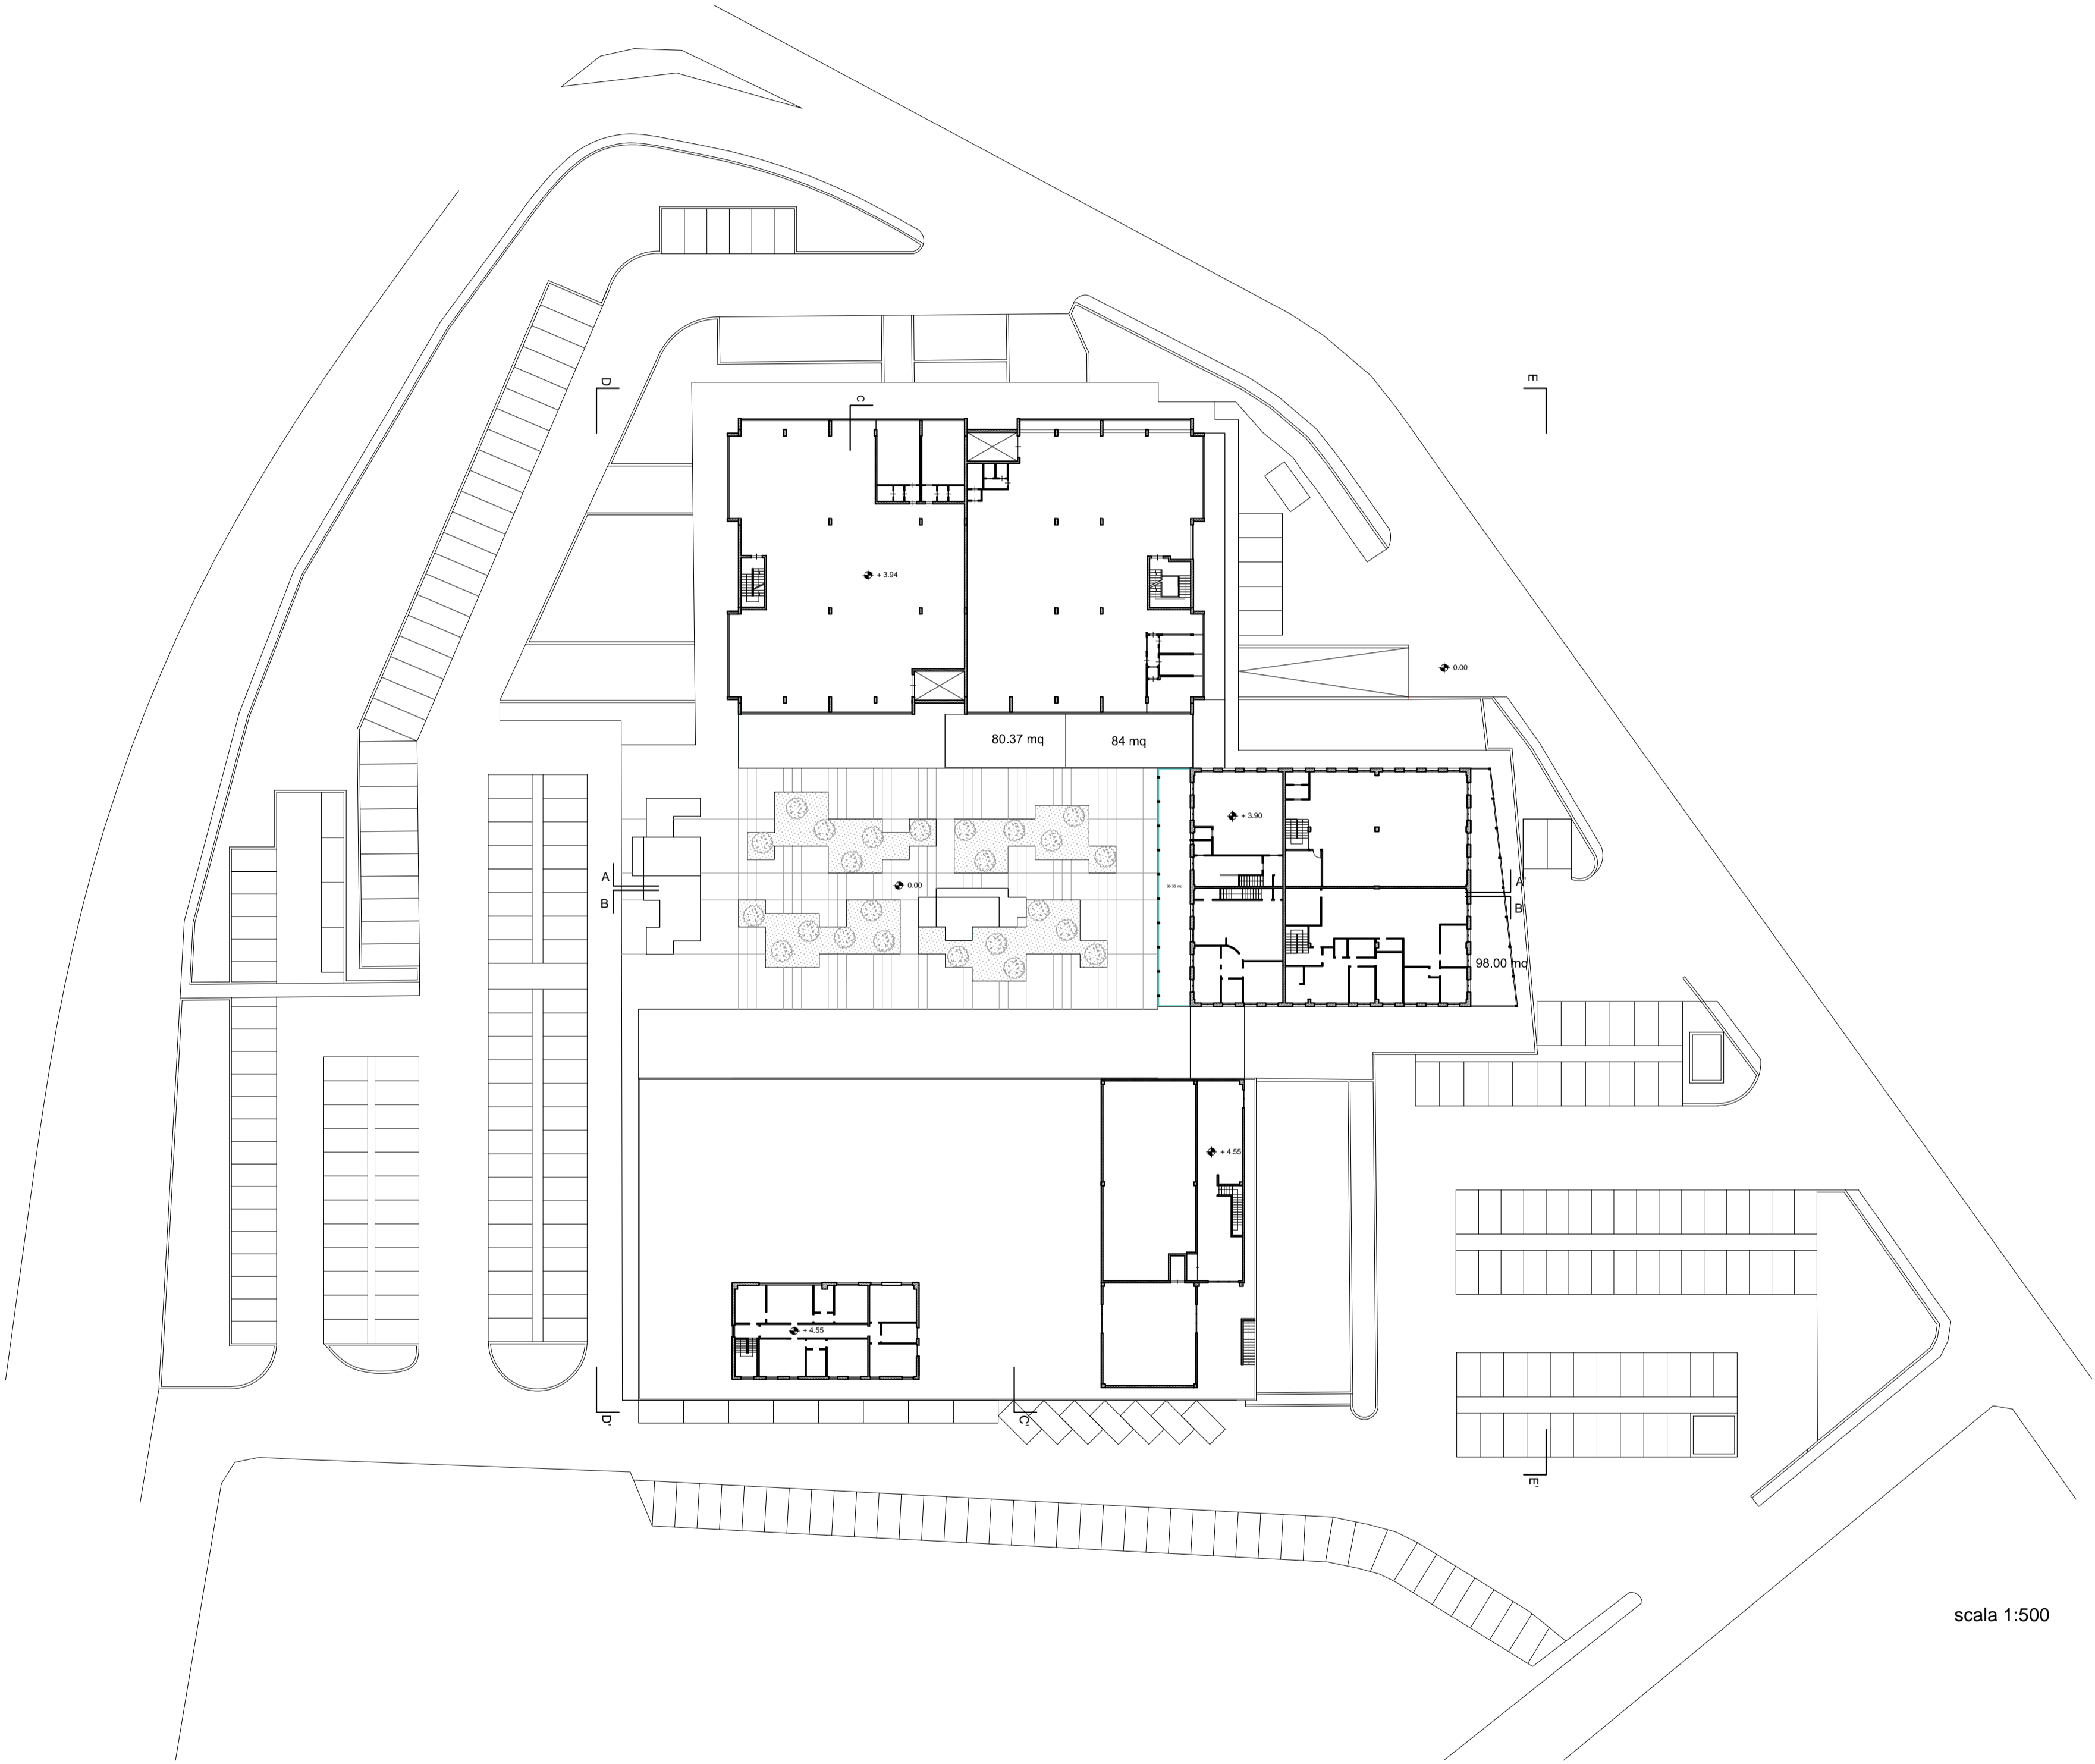 D
E
C
+ 3.94
0.00
80.37 mq
84 mq
+ 3.90
A
B
0.00
A'
B'
98.00 mq
+ 4.55
+ 4.55
D'
C'
E'
scala 1:500